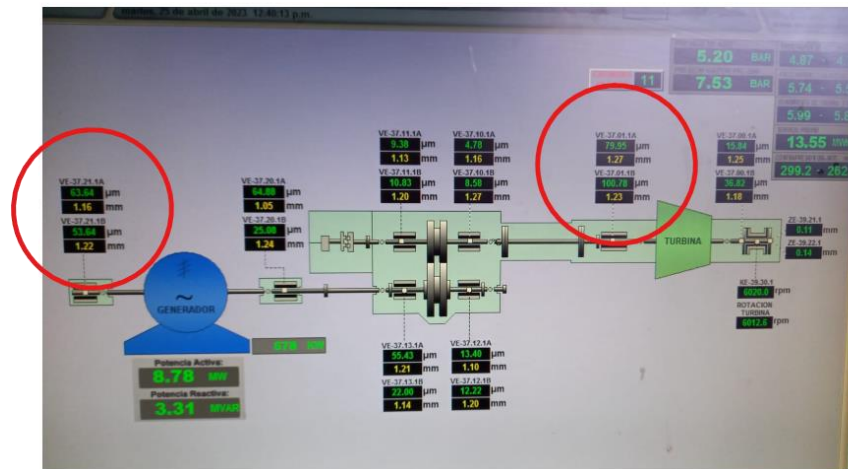 martes, 25 de abril de 2023 12:40:13 p.m.
5.20 BAR
7.53 BAR
11
4.87 -
5.74 -
5.99 -
13.55 MW
299.2
VE-37.21.1A
63.64 µm
1.16 mm
VE-37.21.1B
53.64 µm
1.22 mm
VE-37.20.1A
64.88 µm
1.05 mm
VE-37.20.1B
25.08 µm
1.24 mm
VE-37.11.1A
9.38 µm
1.13 mm
VE-37.11.1B
10.83 µm
1.20 mm
VE-37.10.1A
4.78 µm
1.16 mm
VE-37.10.1B
8.58 µm
1.27 mm
VE-37.01.1A
79.95 µm
1.27 mm
VE-37.01.1B
100.78 µm
1.23 mm
VE-37.00.1A
15.84 µm
1.25 mm
VE-37.00.1B
36.82 µm
1.18 mm
TURBINA
ZE-39.21.1
0.11 mm
ZE-39.22.1
0.14 mm
6020.0 rpm
ROTACION
TURBINA
6012.6 rpm
~
GENERADOR
Potencia Activa:
8.78 MW
Potencia Reactiva:
3.31 MVAR
VE-37.13.1A
55.43 µm
1.21 mm
VE-37.13.1B
22.00 µm
1.14 mm
VE-37.12.1A
13.40 µm
1.10 mm
VE-37.12.1B
12.22 µm
1.20 mm